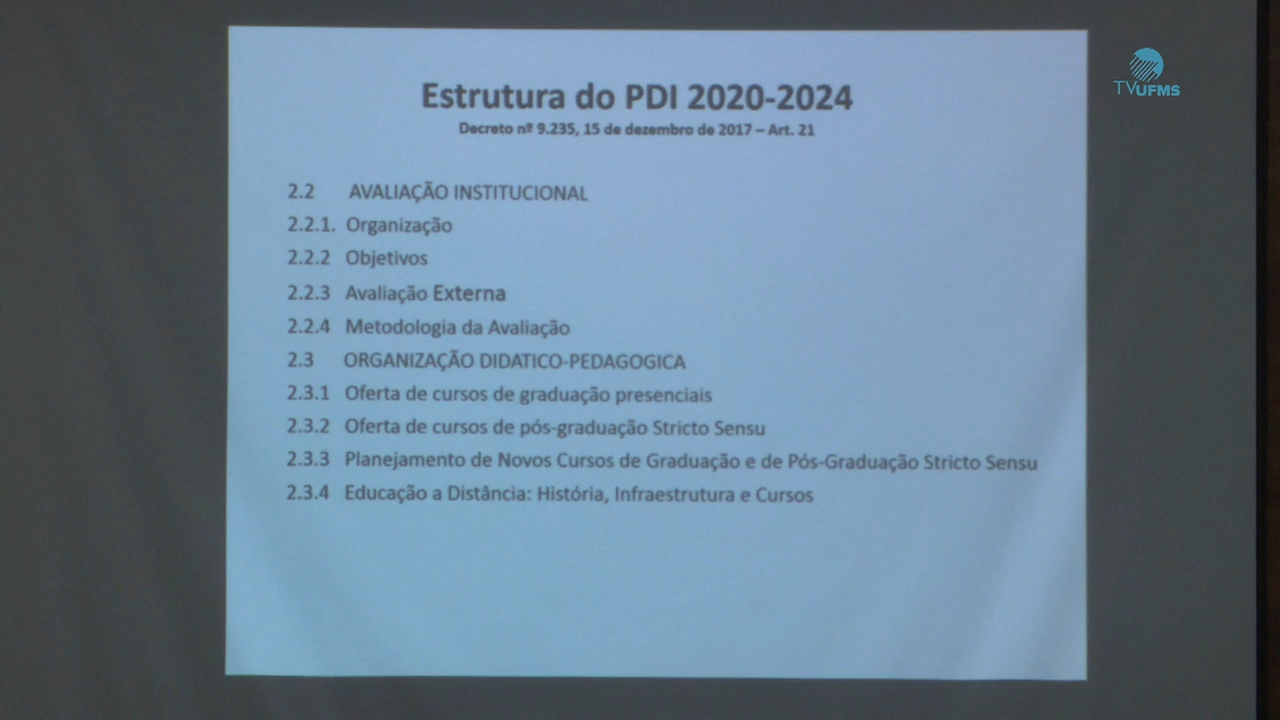 Estrutura do PDI 2020-2024
Decreto nº 9.235, 15 de dezembro de 2017 – Art. 21
2.2 AVALIAÇÃO INSTITUCIONAL
2.2.1. Organização
2.2.2 Objetivos
2.2.3 Avaliação Externa
2.2.4 Metodologia da Avaliação
2.3 ORGANIZAÇÃO DIDATICO-PEDAGOGICA
2.3.1 Oferta de cursos de graduação presenciais
2.3.2 Oferta de cursos de pós-graduação Stricto Sensu
2.3.3 Planejamento de Novos Cursos de Graduação e de Pós-Graduação Stricto Sensu
2.3.4 Educação a Distância: História, Infraestrutura e Cursos
TVUFMS